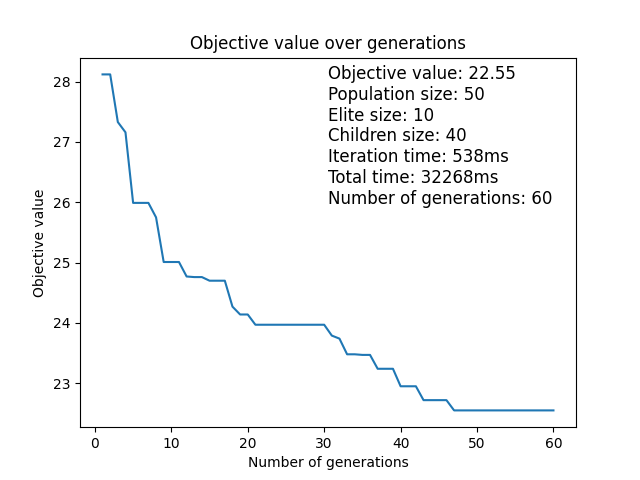 Objective value over generations
Objective value: 22.55
Population size: 50
Elite size: 10
Children size: 40
Iteration time: 538ms
Total time: 32268ms
Number of generations: 60
Objective value
28
27
26
25
24
23
0 10 20 30 40 50 60
Number of generations